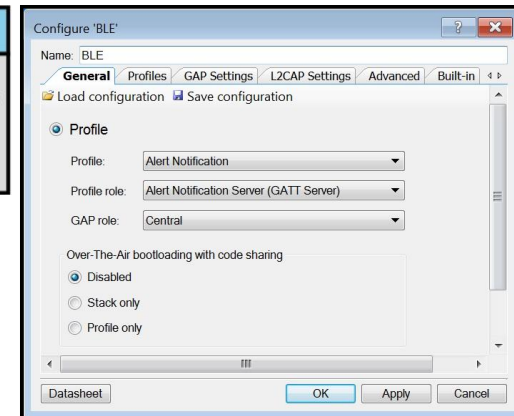 Configure 'BLE'
Name: BLE
General Profiles GAP Settings L2CAP Settings Advanced Built-in
Load configuration Save configuration
Profile
Profile: Alert Notification
Profile role: Alert Notification Server (GATT Server)
GAP role: Central
Over-The-Air bootloading with code sharing
Disabled
Stack only
Profile only
Datasheet OK Apply Cancel